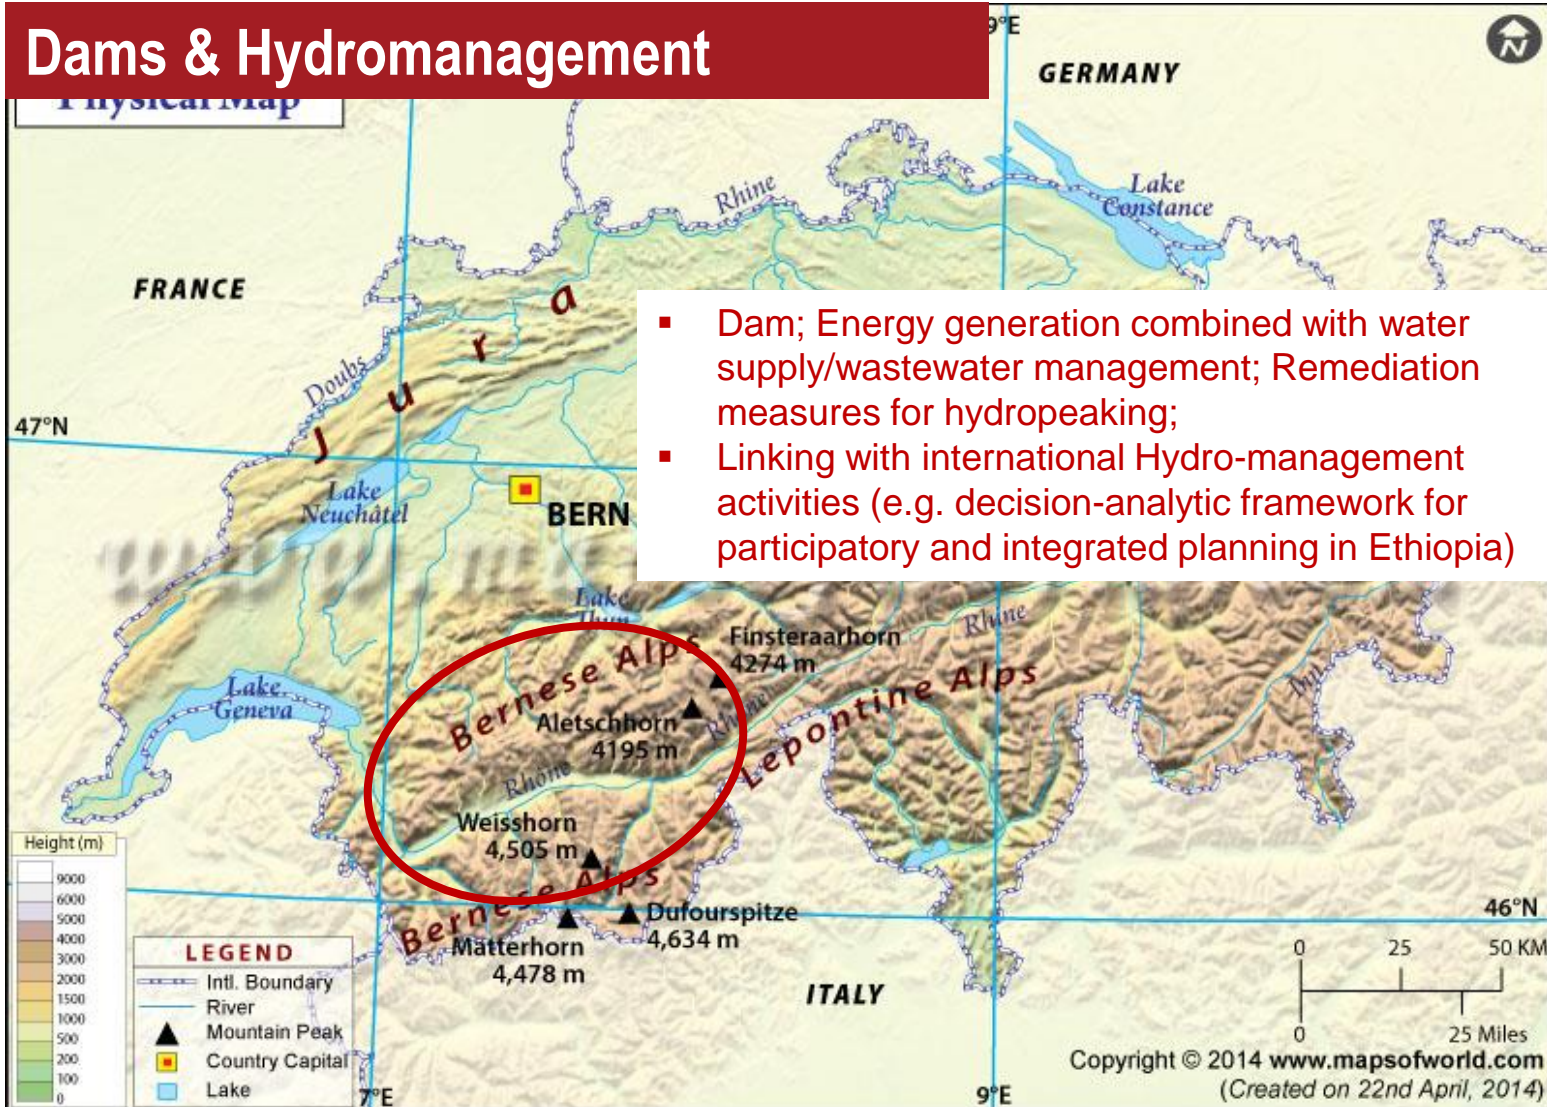 Dams & Hydromanagement
Physical Map
9°E
N
GERMANY
Rhine
Lake
Constance
FRANCE
Jura
Doubs
47°N
▪ Dam; Energy generation combined with water
supply/wastewater management; Remediation
measures for hydropeaking;
▪ Linking with international Hydro-management
activities (e.g. decision-analytic framework for
participatory and integrated planning in Ethiopia)
Lake
Neuchâtel
BERN
Lake
Thun
Finsteraarhorn
4274 m
Rhine
Bernese Alps
Lepontine Alps
Lake
Geneva
Aletschhorn
4195 m
Rhône
Rhône
Weisshorn
4,505 m
Bernese Alps
Dufourspitze
4,634 m
Matterhorn
4,478 m
46°N
ITALY
Height (m)
9000
6000
5000
4000
3000
2000
1500
1000
500
200
100
0
LEGEND
Intl. Boundary
River
Mountain Peak
Country Capital
Lake
7°E
9°E
0 25 50 KM
0 25 Miles
Copyright © 2014 www.mapsofworld.com
(Created on 22nd April, 2014)